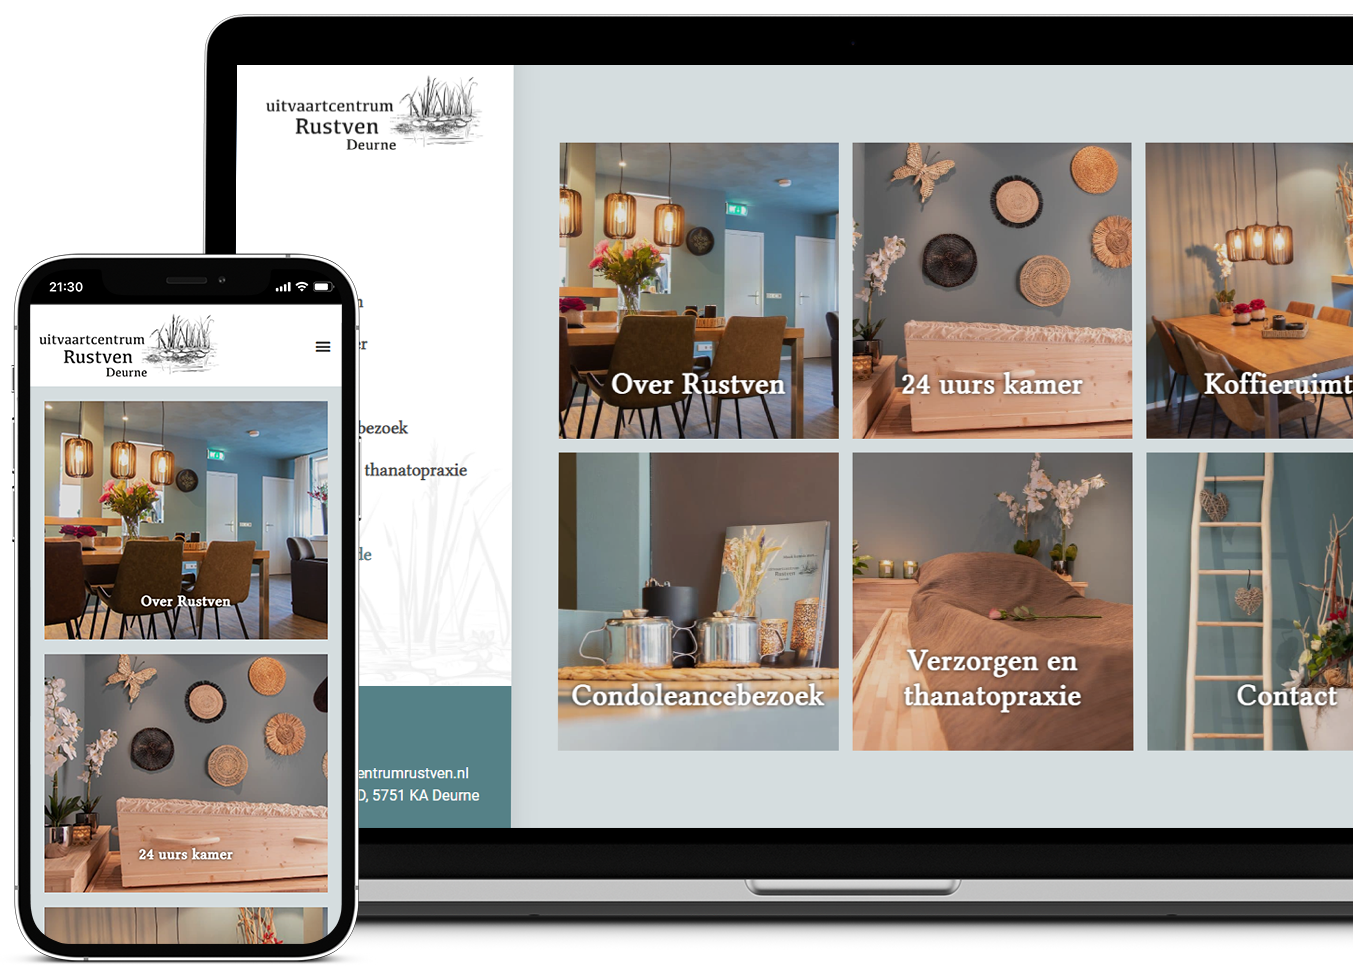 uitvaartcentrum
Rustven
Deurne
bezoek
thanatopraxie
entrumrustven.nl
5751 KA Deurne
Over Rustven
24 uurs kamer
Koffieruimt
Condoleancebezoek
Verzorgen en
thanatopraxie
Contact
21:30
uitvaartcentrum
Rustven
Deurne
Over Rustven
24 uurs kamer